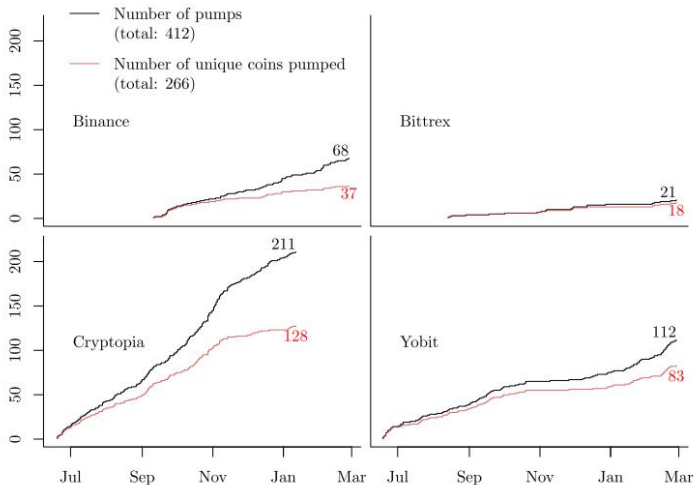 Number of pumps
(total: 412)
Number of unique coins pumped
(total: 266)
0 50 100 150 200
Binance
68
37
Bittrex
21
18
0 50 100 150 200
Cryptopia
211
128
Yobit
112
83
Jul Sep Nov Jan Mar
Jul Sep Nov Jan Mar